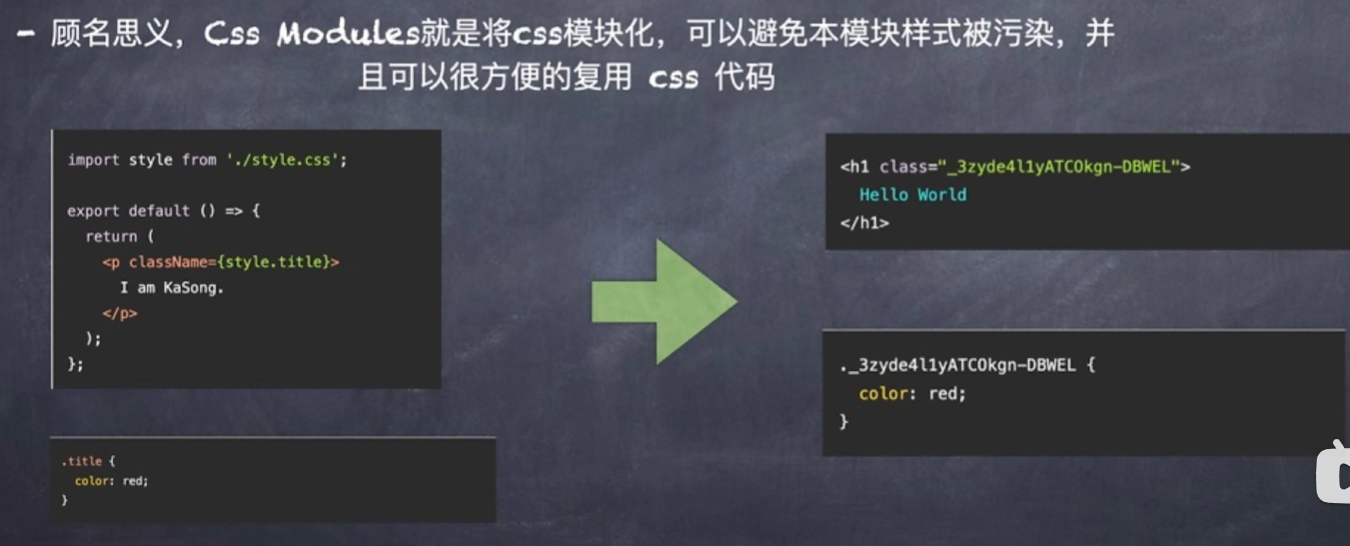 - 顾名思义，Css Modules就是将css模块化，可以避免本模块样式被污染，并
且可以很方便的复用 css 代码
import style from './style.css';
export default () => {
return (
<p className={style.title}>
I am KaSong.
</p>
);
};
.title {
color: red;
}
<h1 class="_3zyde4l1yATCOkgn-DBWEL">
Hello World
</h1>
._3zyde4l1yATCOkgn-DBWEL {
color: red;
}